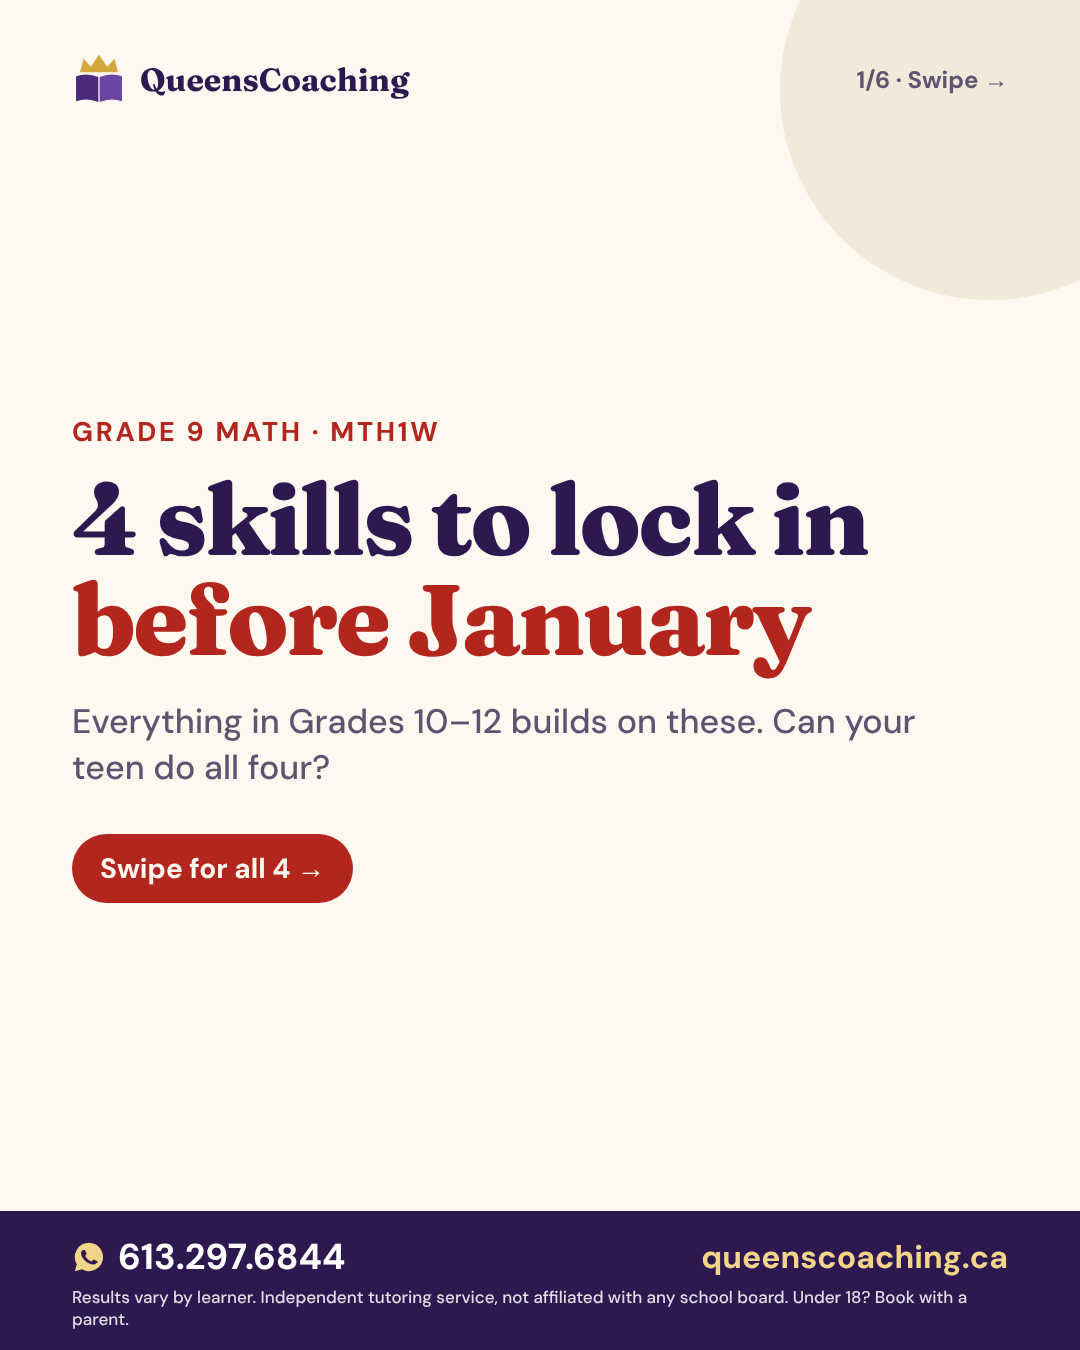 QueensCoaching
1/6 · Swipe →
GRADE 9 MATH · MTH1W
4 skills to lock in
before January
Everything in Grades 10–12 builds on these. Can your
teen do all four?
Swipe for all 4 →
613.297.6844
queenscoaching.ca
Results vary by learner. Independent tutoring service, not affiliated with any school board. Under 18? Book with a
parent.